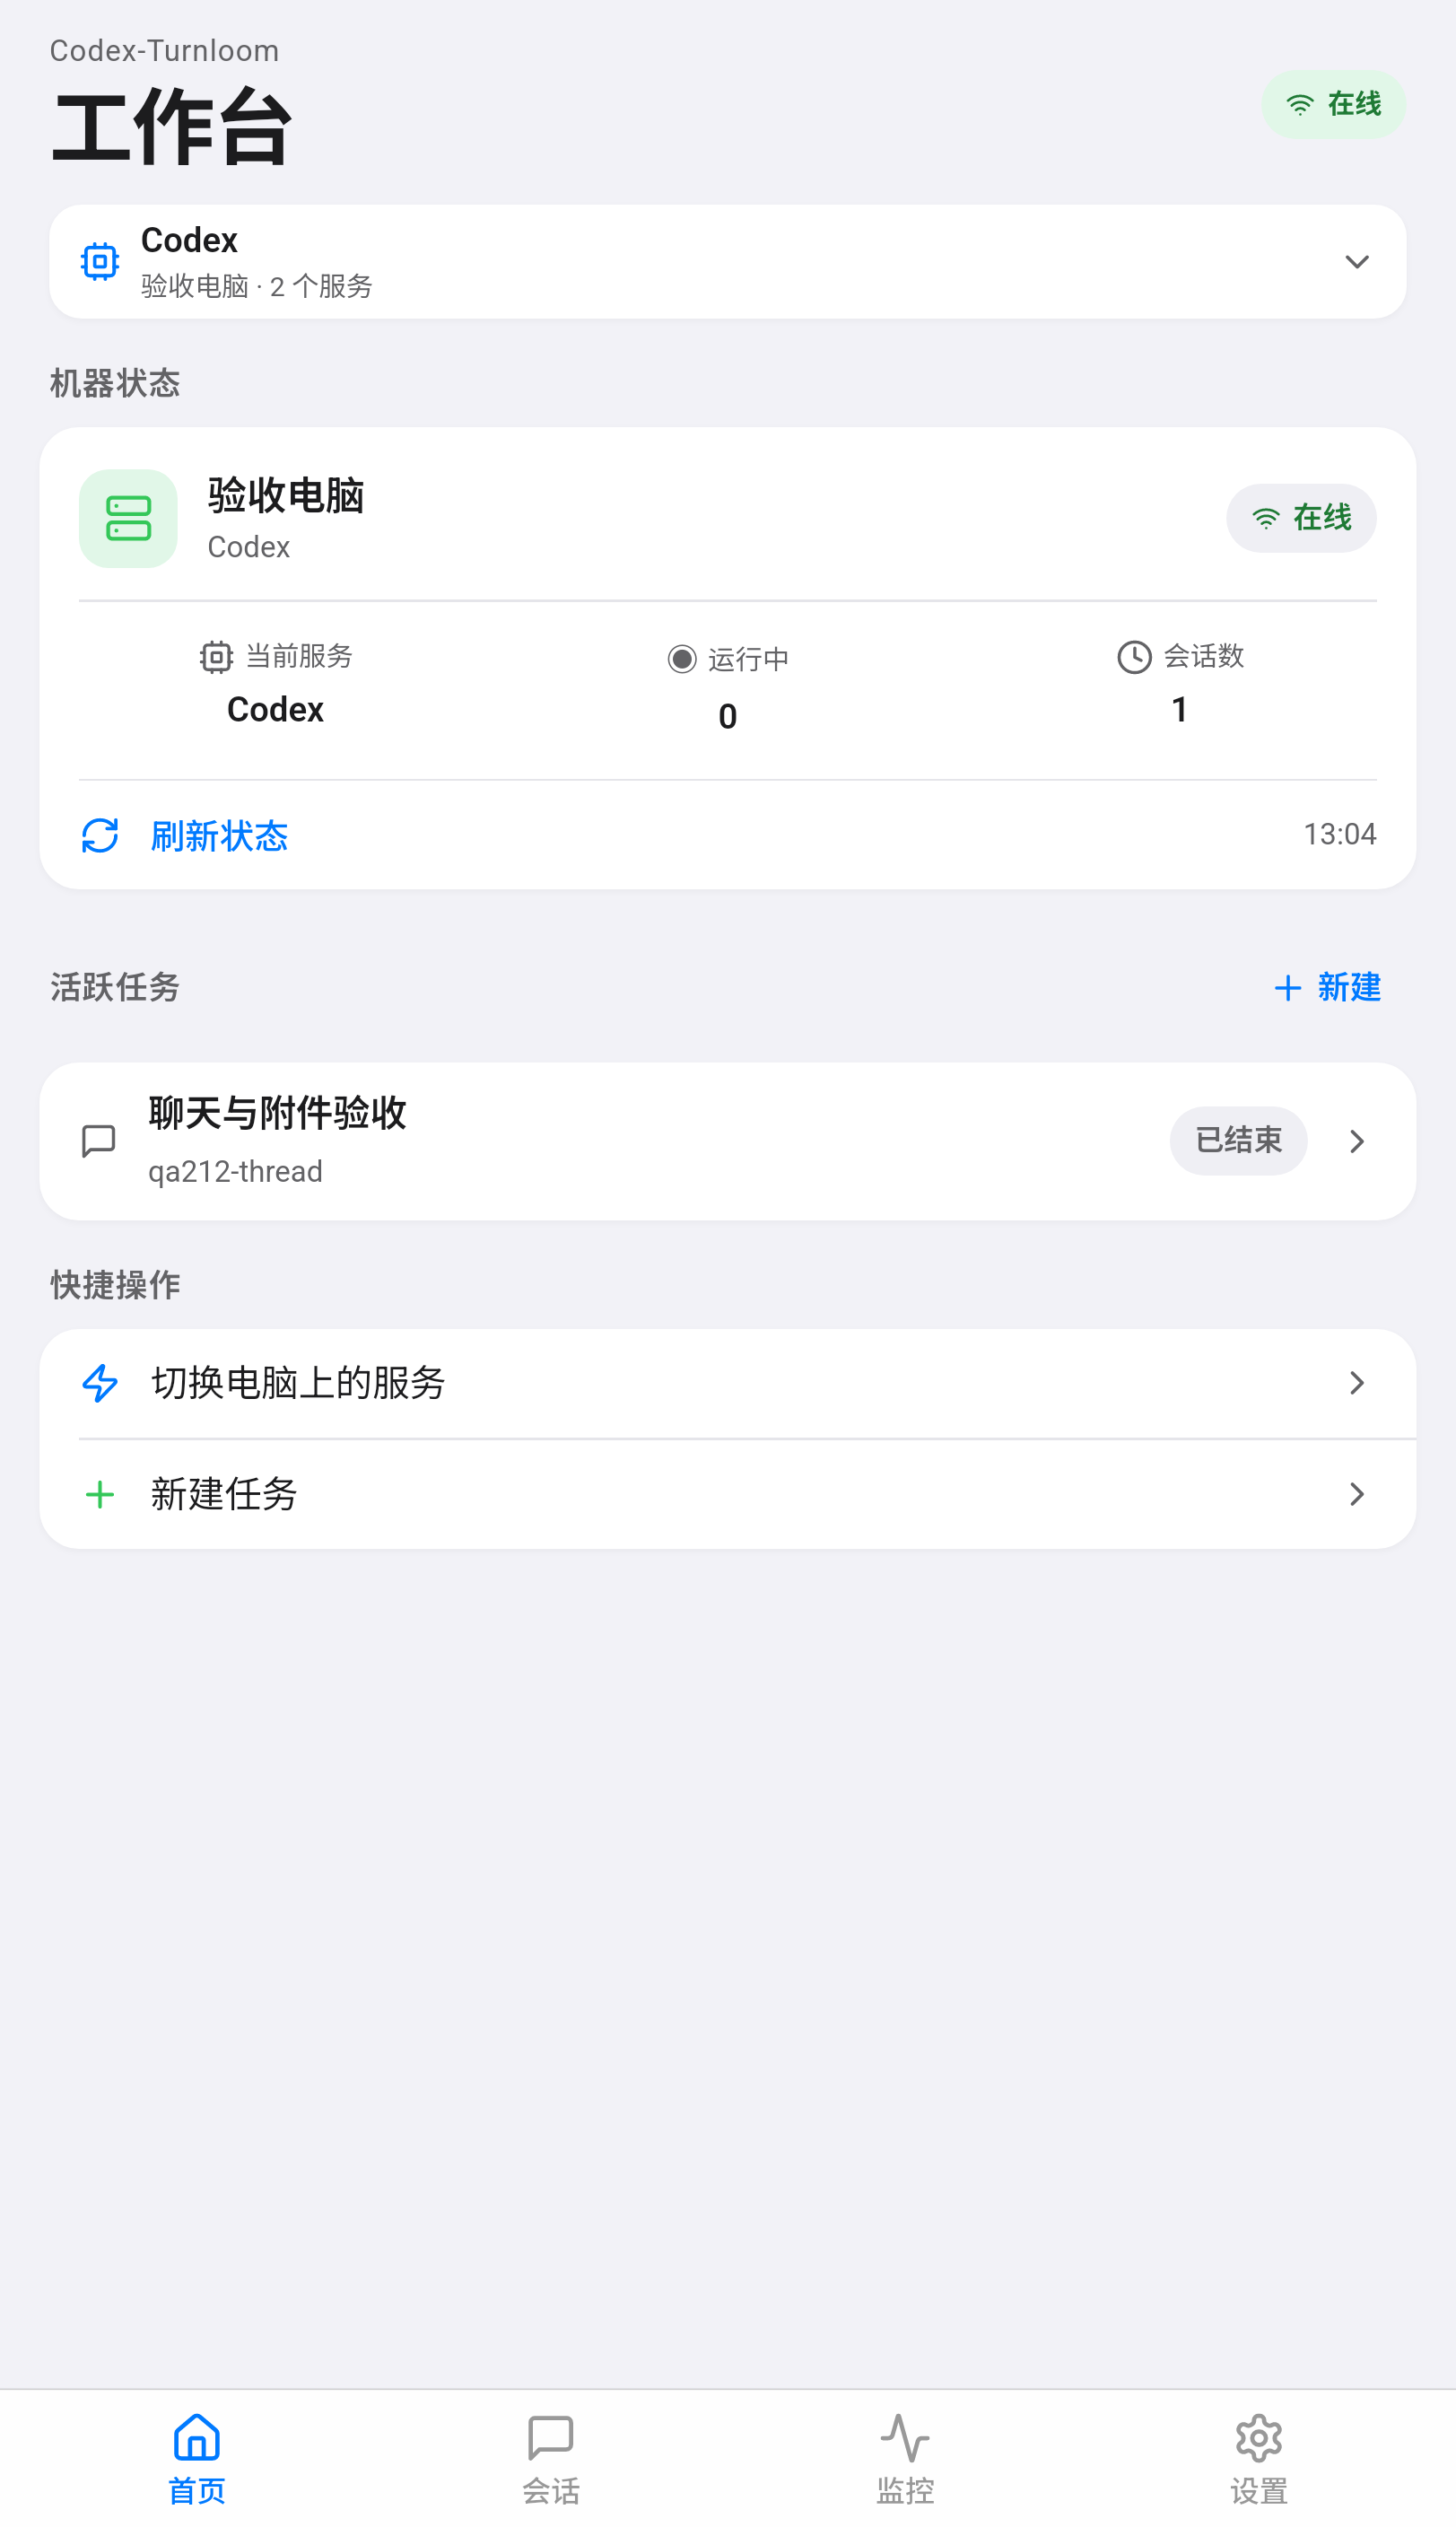 Codex-Turnloom
工作台
在线
Codex
验收电脑 · 2 个服务
机器状态
验收电脑
Codex
在线
当前服务
Codex
运行中
0
会话数
1
刷新状态
13:04
活跃任务
新建
聊天与附件验收
qa212-thread
已结束
快捷操作
切换电脑上的服务
新建任务
首页
会话
监控
设置